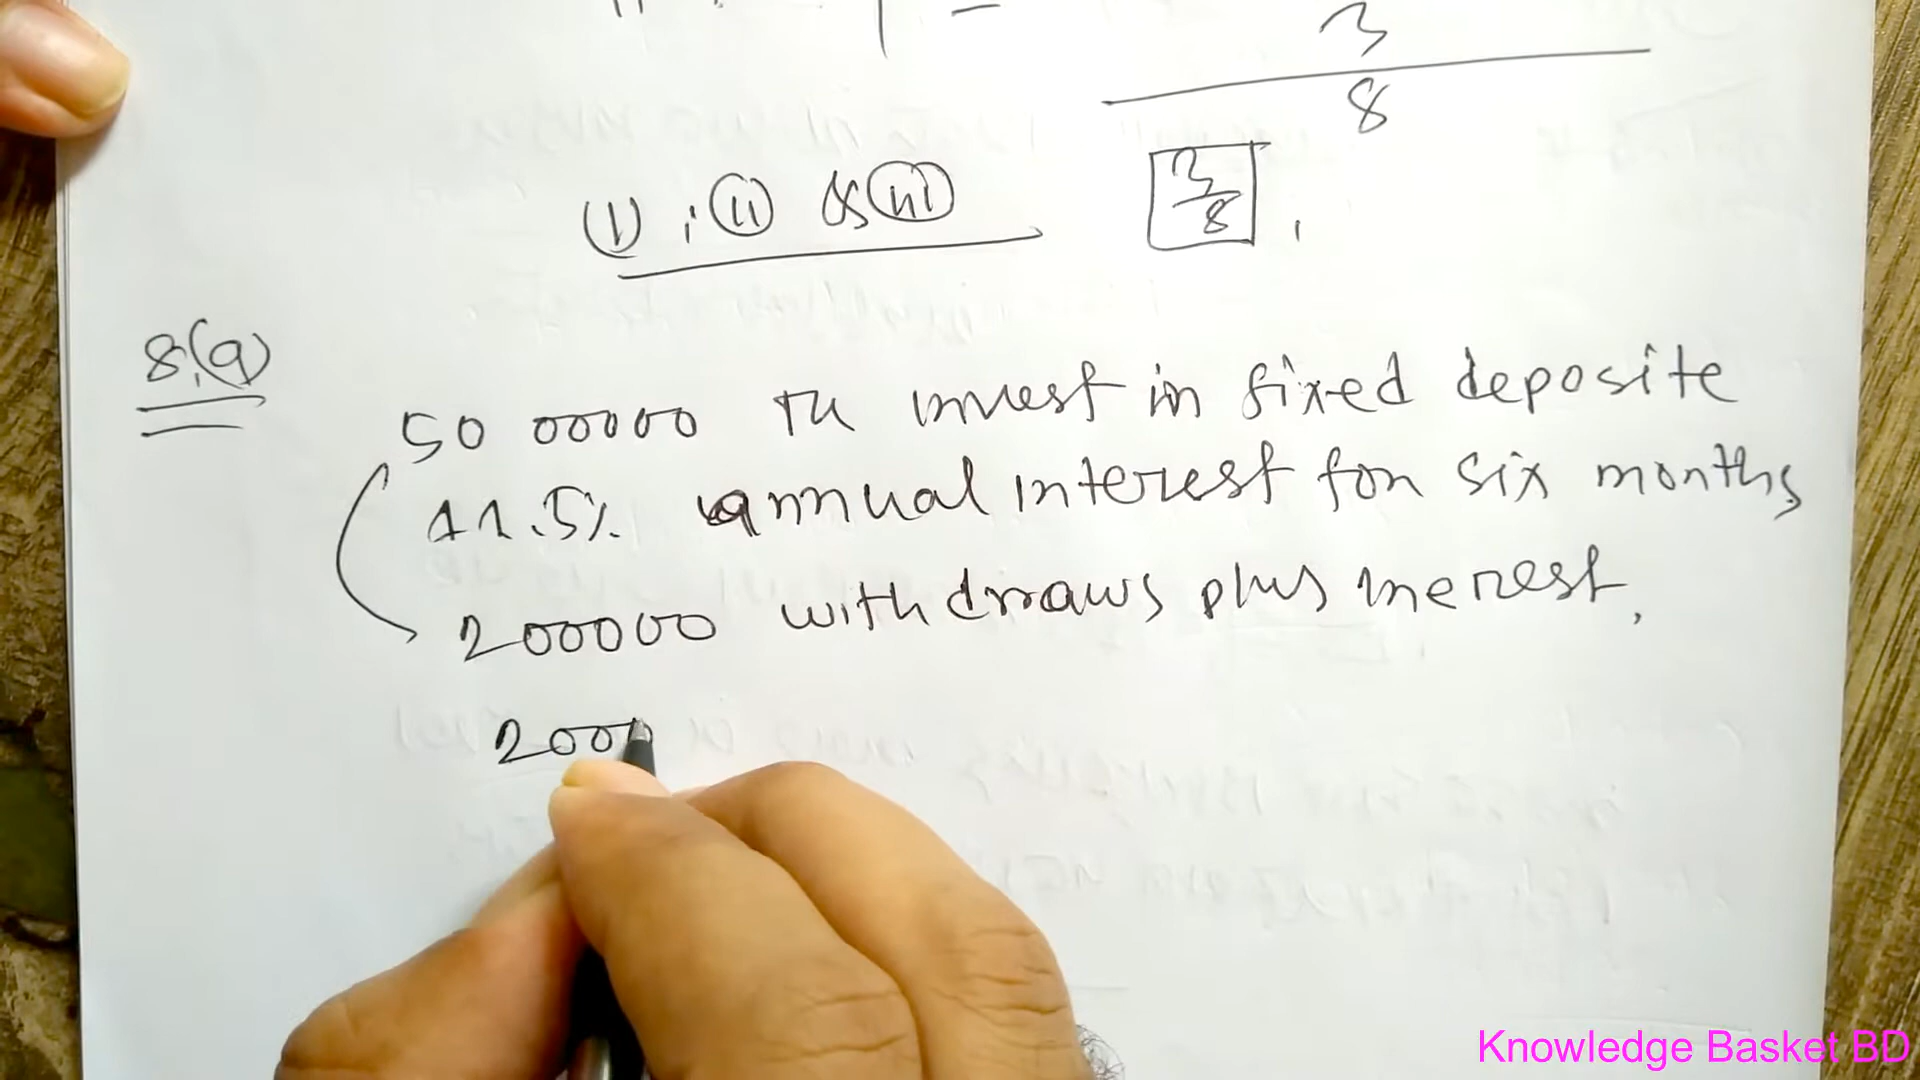 3
8
(i) , (ii) & (iii)
3
8
8.(a)
50 00000 TK invest in fixed deposite
11.5% annual interest for six months
200000 withdraws plus inerest,
2000
Knowledge Basket BD